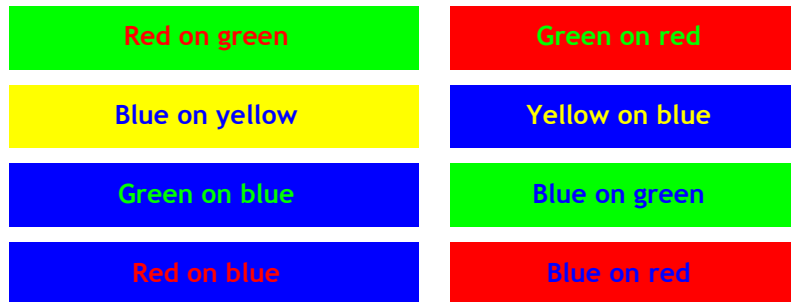 Red on green
Green on red
Blue on yellow
Yellow on blue
Green on blue
Blue on green
Red on blue
Blue on red